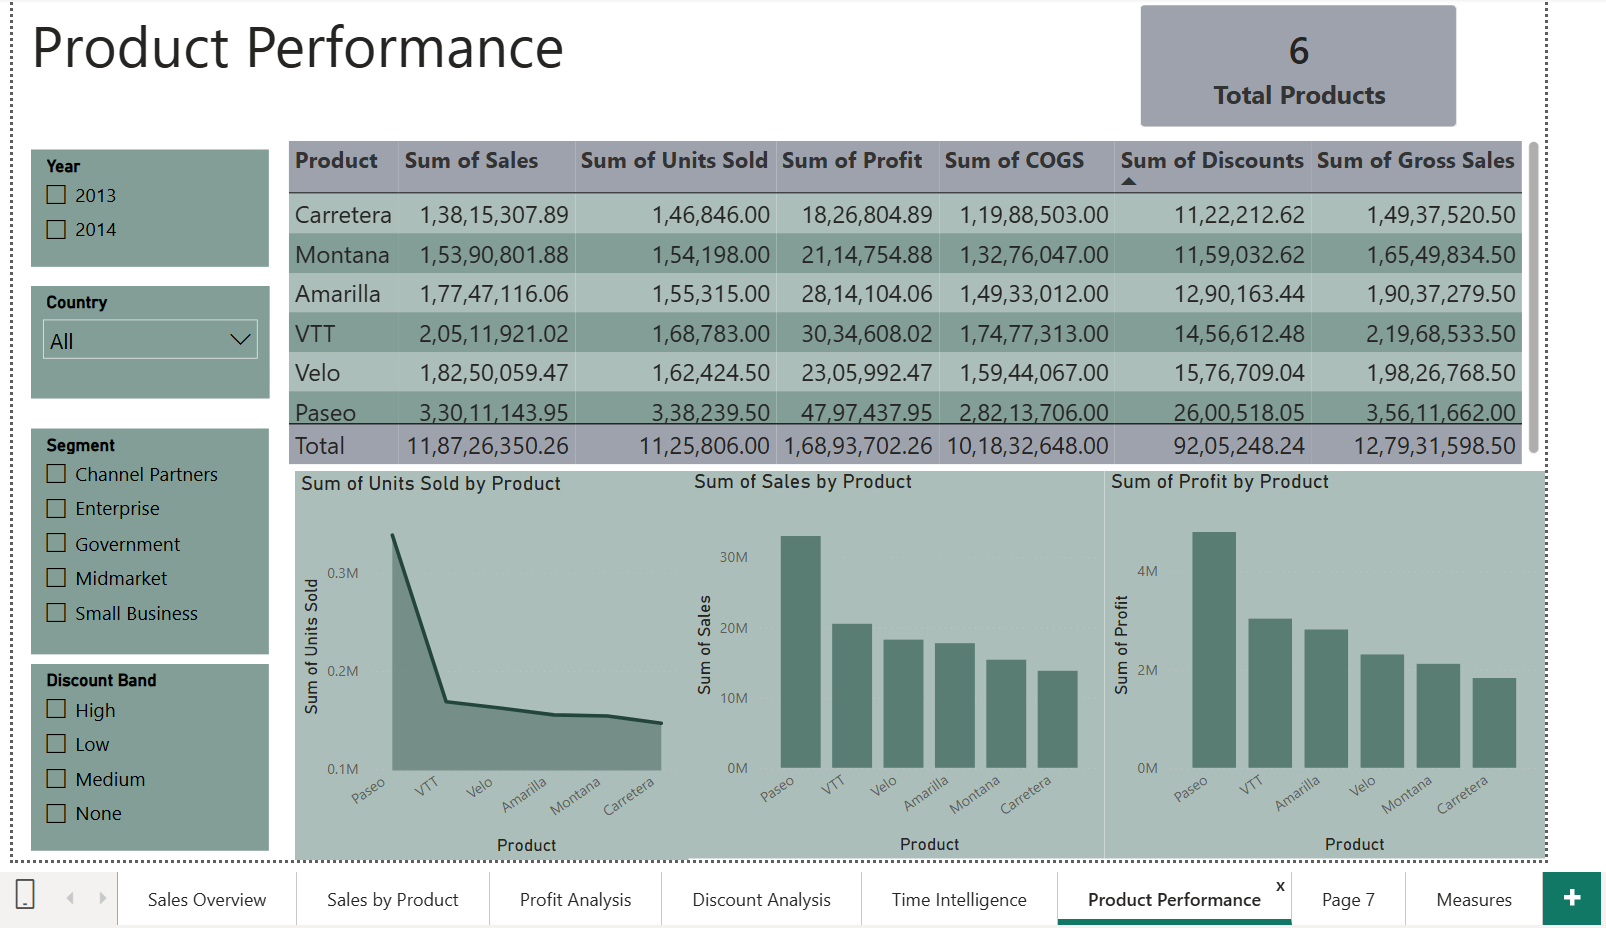 Product Performance
6
Total Products
Year
2013
2014
Country
All
Segment
Channel Partners
Enterprise
Government
Midmarket
Small Business
Discount Band
High
Low
Medium
None
Product Sum of Sales Sum of Units Sold Sum of Profit Sum of COGS Sum of Discounts Sum of Gross Sales
Carretera 1,38,15,307.89 1,46,846.00 18,26,804.89 1,19,88,503.00 11,22,212.62 1,49,37,520.50
Montana 1,53,90,801.88 1,54,198.00 21,14,754.88 1,32,76,047.00 11,59,032.62 1,65,49,834.50
Amarilla 1,77,47,116.06 1,55,315.00 28,14,104.06 1,49,33,012.00 12,90,163.44 1,90,37,279.50
VTT 2,05,11,921.02 1,68,783.00 30,34,608.02 1,74,77,313.00 14,56,612.48 2,19,68,533.50
Velo 1,82,50,059.47 1,62,424.50 23,05,992.47 1,59,44,067.00 15,76,709.04 1,98,26,768.50
Paseo 3,30,11,143.95 3,38,239.50 47,97,437.95 2,82,13,706.00 26,00,518.05 3,56,11,662.00
Total 11,87,26,350.26 11,25,806.00 1,68,93,702.26 10,18,32,648.00 92,05,248.24 12,79,31,598.50
Sum of Units Sold by Product
Sum of Units Sold
0.3M
0.2M
0.1M
Paseo VTT Velo Amarilla Montana Carretera
Product
Sum of Sales by Product
Sum of Sales
30M
20M
10M
0M
Paseo VTT Velo Amarilla Montana Carretera
Product
Sum of Profit by Product
Sum of Profit
4M
2M
0M
Paseo VTT Amarilla Velo Montana Carretera
Product
Sales Overview Sales by Product Profit Analysis Discount Analysis Time Intelligence Product Performance x Page 7 Measures +